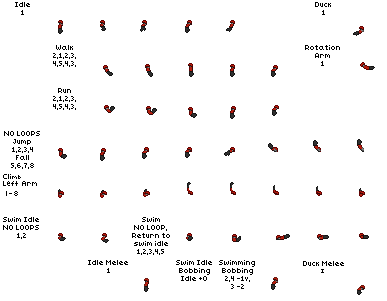 Idle
1
Duck
1
Walk
2,1,2,3,
4,5,4,3,
Rotation
Arm
1
Run
2,1,2,3,
4,5,4,3,
NO LOOPS
Jump
1,2,3,4
Fall
5,6,7,8
Climb
Left Arm
1 - 8
Swim Idle
NO LOOPS
1,2
Swim
NO LOOP,
Return to
swim idle
1,2,3,4,5
Swim Idle
Bobbing
Idle +0
Swimming
Bobbing
2,4 -1v,
3 -2
Idle Melee
1
Duck Melee
1